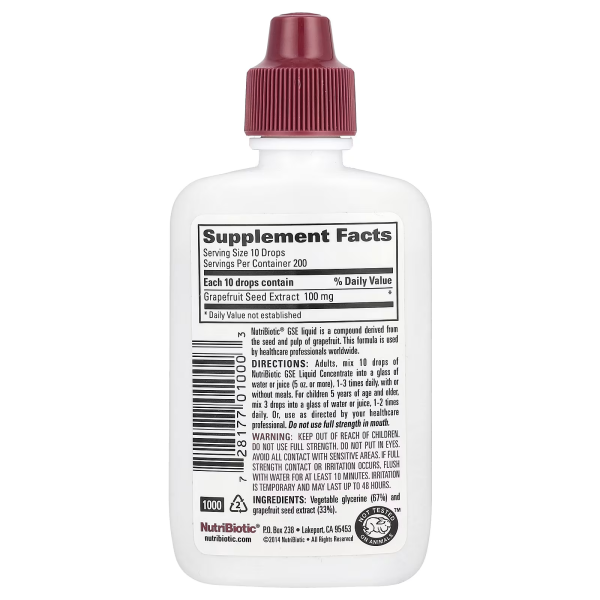 Supplement Facts
Serving Size 10 Drops
Servings Per Container 200
Each 10 drops contain % Daily Value
Grapefruit Seed Extract 100 mg *
* Daily Value not established
NutriBiotic® GSE liquid is a compound derived from
the seed and pulp of grapefruit. This formula is used
by healthcare professionals worldwide.
DIRECTIONS: Adults, mix 10 drops of
NutriBiotic GSE Liquid Concentrate into a glass of
water or juice (5 oz. or more), 1-3 times daily, with or
without meals. For children 5 years of age and older,
mix 3 drops into a glass of water or juice, 1-2 times
daily. Or, use as directed by your healthcare
professional. Do not use full strength in mouth.
WARNING: KEEP OUT OF REACH OF CHILDREN.
DO NOT USE FULL STRENGTH. DO NOT PUT IN EYES.
AVOID ALL CONTACT WITH SENSITIVE AREAS. IF FULL
STRENGTH CONTACT OR IRRITATION OCCURS, FLUSH
WITH WATER FOR AT LEAST 10 MINUTES. IRRITATION
IS TEMPORARY AND MAY LAST UP TO 48 HOURS.
INGREDIENTS: Vegetable glycerine (67%) and
grapefruit seed extract (33%).
7 28177 01000 3
1000
2
NutriBiotic® P.O. Box 238 • Lakeport, CA 95453
nutribiotic.com ©2014 NutriBiotic • All Rights Reserved
NOT TESTED
ON ANIMALS
™